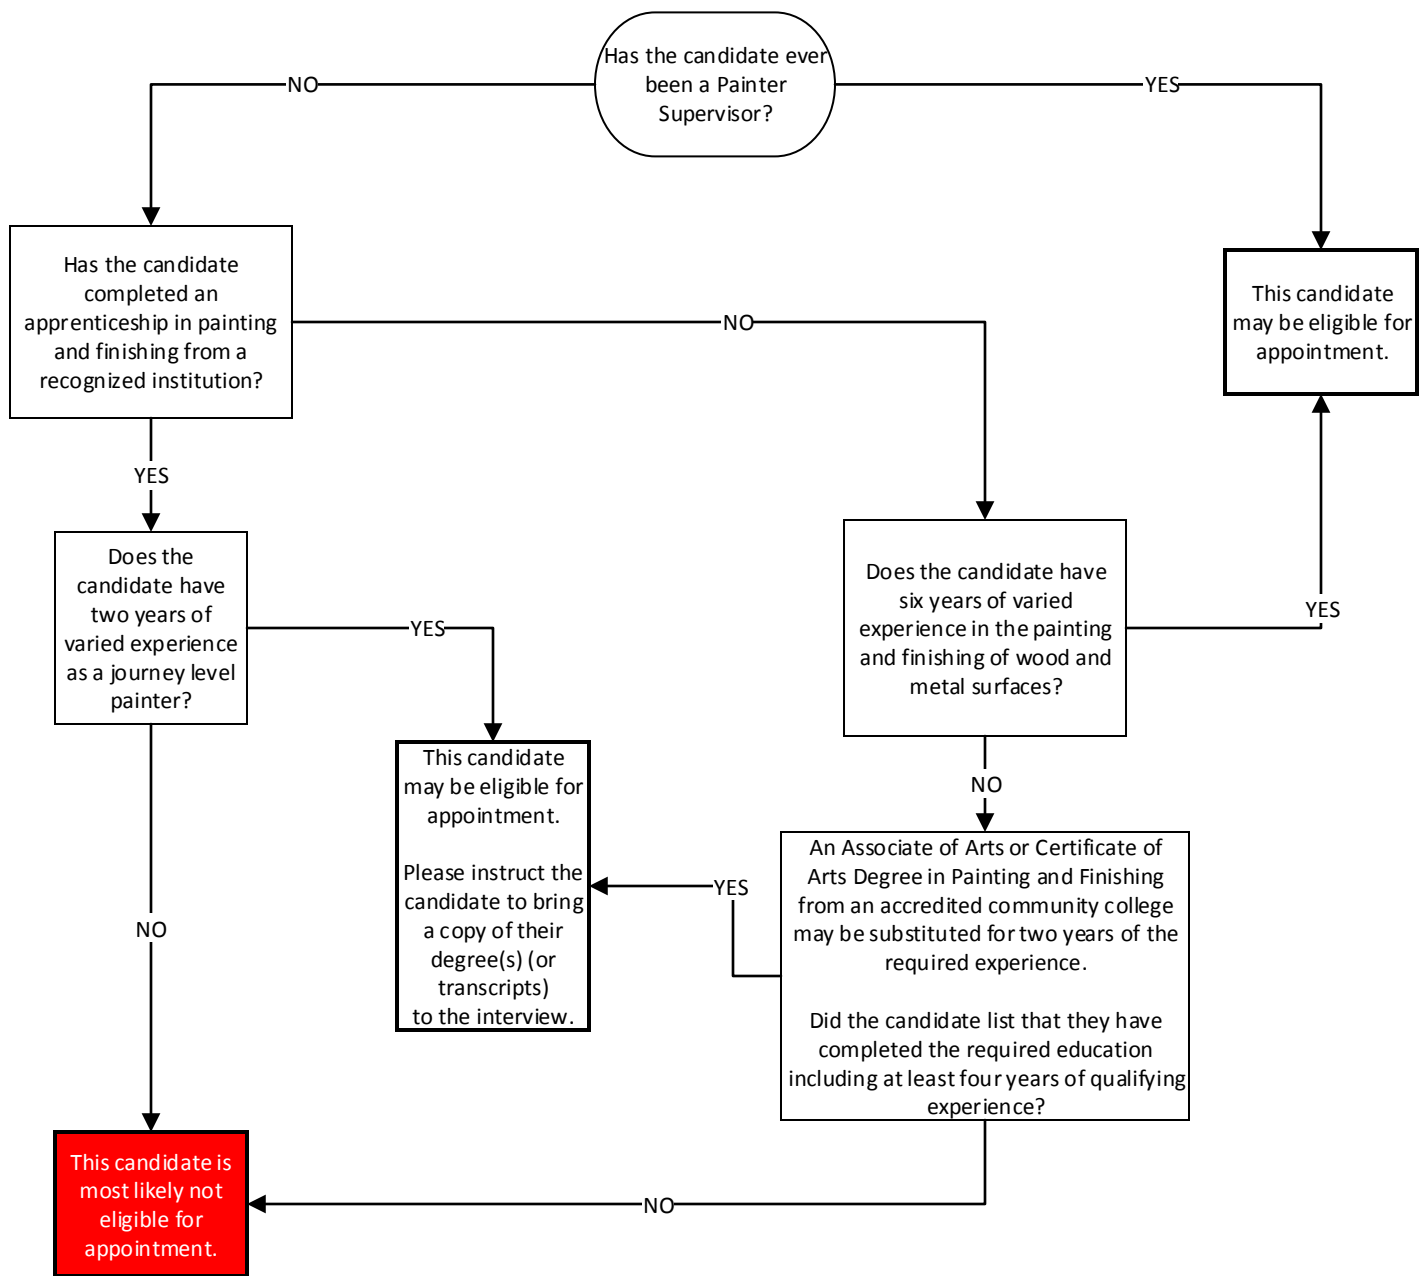 Has the candidate ever
been a Painter
Supervisor?
NO
YES
Has the candidate
completed an
apprenticeship in painting
and finishing from a
recognized institution?
NO
This candidate
may be eligible for
appointment.
YES
Does the
candidate have
two years of
varied experience
as a journey level
painter?
YES
Does the candidate have
six years of varied
experience in the painting
and finishing of wood and
metal surfaces?
YES
NO
This candidate
may be eligible for
appointment.
Please instruct the
candidate to bring
a copy of their
degree(s) (or
transcripts)
to the interview.
YES
An Associate of Arts or Certificate of
Arts Degree in Painting and Finishing
from an accredited community college
may be substituted for two years of the
required experience.
Did the candidate list that they have
completed the required education
including at least four years of qualifying
experience?
NO
This candidate is
most likely not
eligible for
appointment.
NO